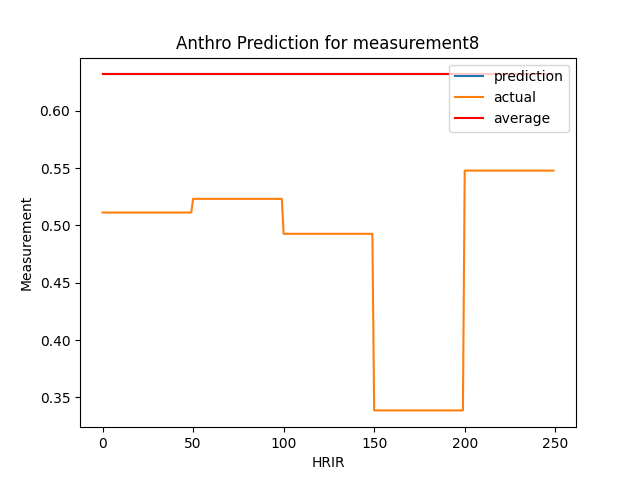 Anthro Prediction for measurement8
prediction
actual
average
0.60
0.55
0.50
0.45
0.40
0.35
Measurement
0 50 100 150 200 250
HRIR